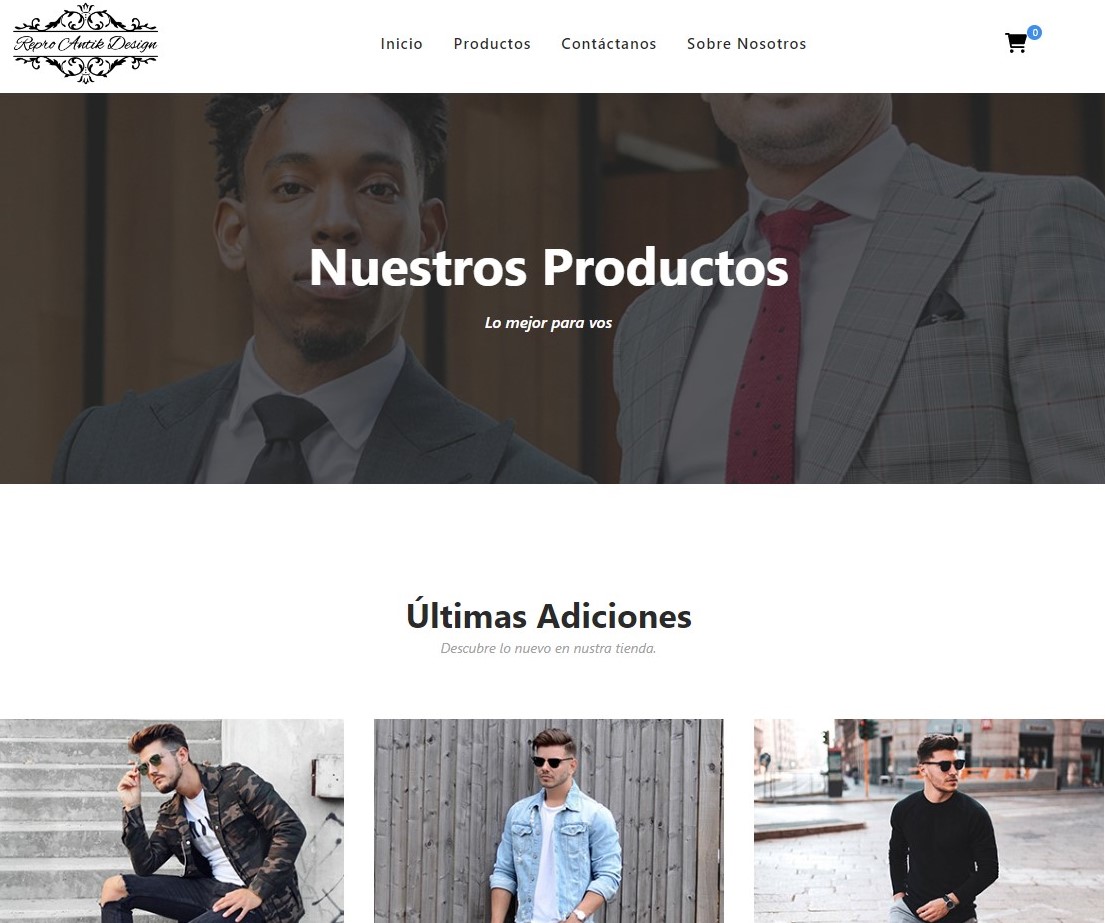 Repro Antik Design
Inicio Productos Contáctanos Sobre Nosotros
0
Nuestros Productos
Lo mejor para vos
Últimas Adiciones
Descubre lo nuevo en nustra tienda.